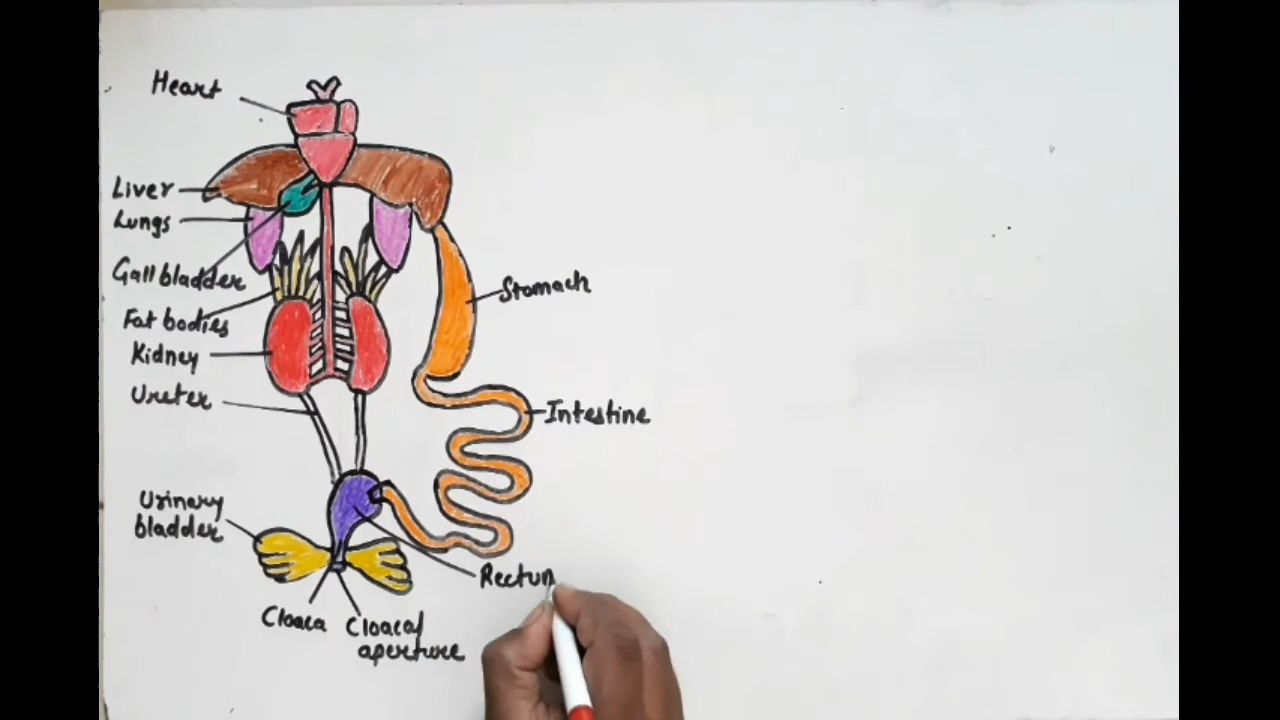 Heart
Liver
Lungs
Gall bladder
Fat bodies
Kidney
Ureter
Stomach
Intestine
Urinary
bladder
Rectum
Cloaca
Cloacal
aperture